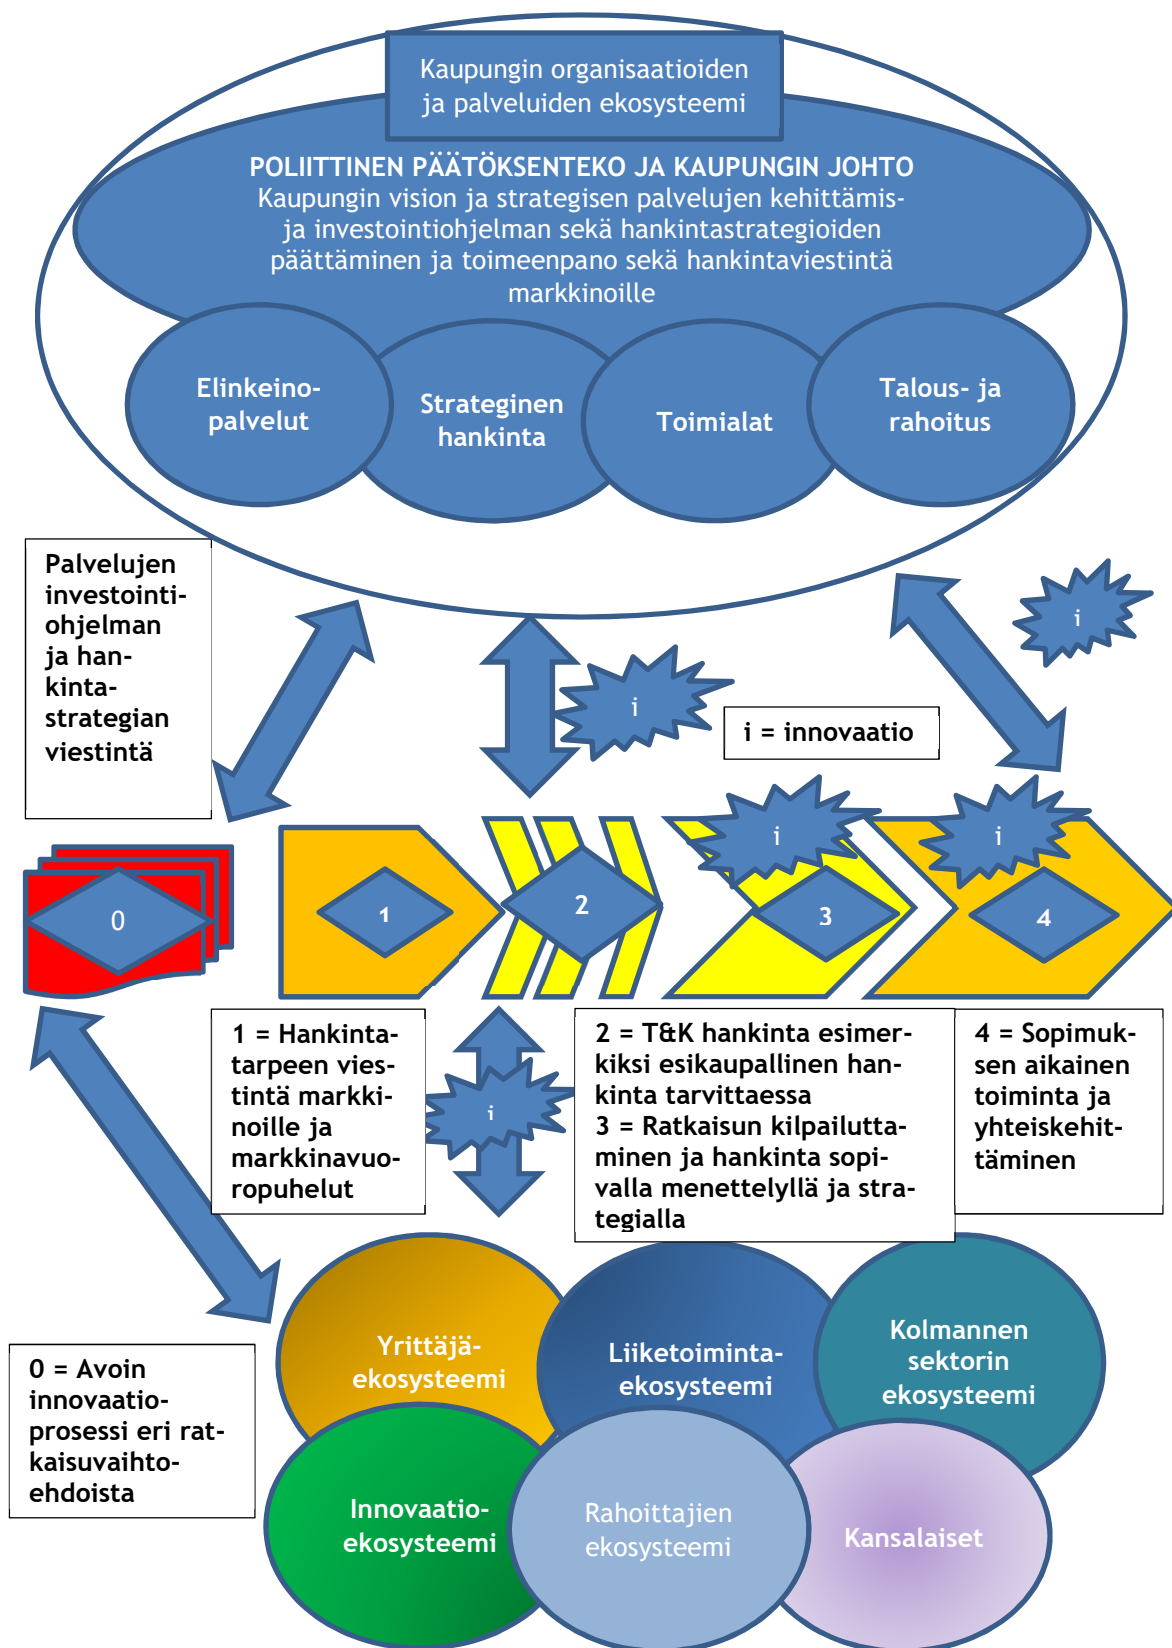 Kaupungin organisaatioiden
ja palveluiden ekosysteemi
POLIITTINEN PÄÄTÖKSENTEKO JA KAUPUNGIN JOHTO
Kaupungin vision ja strategisen palvelujen kehittämis-
ja investointiohjelman sekä hankintastrategioiden
päättäminen ja toimeenpano sekä hankintaviestintä
markkinoille
Elinkeino-
palvelut
Strateginen
hankinta
Toimialat
Talous- ja
rahoitus
Palvelujen
investointi-
ohjelman
ja han-
kinta-
strategian
viestintä
i
i
i = innovaatio
i
i
0
1
2
3
4
1 = Hankinta-
tarpeen vies-
tintä markki-
noille ja
markkinavuo-
ropuhelut
i
2 = T&K hankinta esimer-
kiksi esikaupallinen han-
kinta tarvittaessa
3 = Ratkaisun kilpailutta-
minen ja hankinta sopi-
valla menettelyllä ja stra-
tegialla
4 = Sopimuk-
sen aikainen
toiminta ja
yhteiskehit-
täminen
0 = Avoin
innovaatio-
prosessi eri rat-
kaisuvaihto-
ehdoista
Yrittäjä-
ekosysteemi
Liiketoiminta-
ekosysteemi
Kolmannen
sektorin
ekosysteemi
Innovaatio-
ekosysteemi
Rahoittajien
ekosysteemi
Kansalaiset